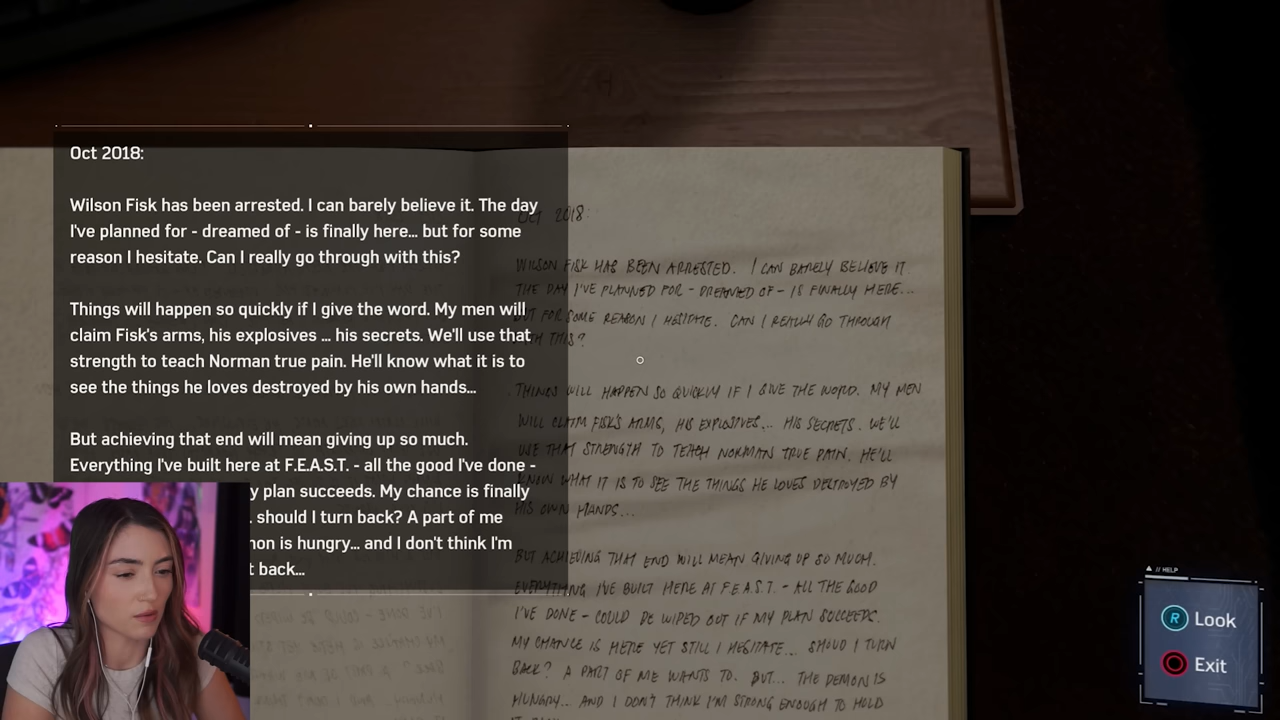 Oct 2018:
Wilson Fisk has been arrested. I can barely believe it. The day
I've planned for - dreamed of - is finally here... but for some
reason I hesitate. Can I really go through with this?
Things will happen so quickly if I give the word. My men will
claim Fisk's arms, his explosives ... his secrets. We'll use that
strength to teach Norman true pain. He'll know what it is to
see the things he loves destroyed by his own hands...
But achieving that end will mean giving up so much.
Everything I've built here at F.E.A.S.T. - all the good I've done -
y plan succeeds. My chance is finally
. should I turn back? A part of me
non is hungry... and I don't think I'm
t back...
OCT 2018:
WILSON FISK HAS BEEN ARRESTED. I CAN BARELY BELIEVE IT.
THE DAY I'VE PLANNED FOR - DREAMED OF - IS FINALLY HERE...
BUT FOR SOME REASON I HESITATE. CAN I REALLY GO THROUGH
WITH THIS?
THINGS WILL HAPPEN SO QUICKLY IF I GIVE THE WORD. MY MEN
WILL CLAIM FISK'S ARMS, HIS EXPLOSIVES... HIS SECRETS. WE'LL
USE THAT STRENGTH TO TEACH NORMAN TRUE PAIN. HE'LL
KNOW WHAT IT IS TO SEE THE THINGS HE LOVES DESTROYED BY
HIS OWN HANDS...
BUT ACHIEVING THAT END WILL MEAN GIVING UP SO MUCH.
EVERYTHING I'VE BUILT HERE AT F.E.A.S.T. - ALL THE GOOD
I'VE DONE - COULD BE WIPED OUT IF MY PLAN SUCCEEDS.
MY CHANCE IS HERE YET STILL I HESITATE... SHOULD I TURN
BACK? A PART OF ME WANTS TO. BUT... THE DEMON IS
HUNGRY... AND I DON'T THINK I'M STRONG ENOUGH TO HOLD
// HELP
R Look
Exit